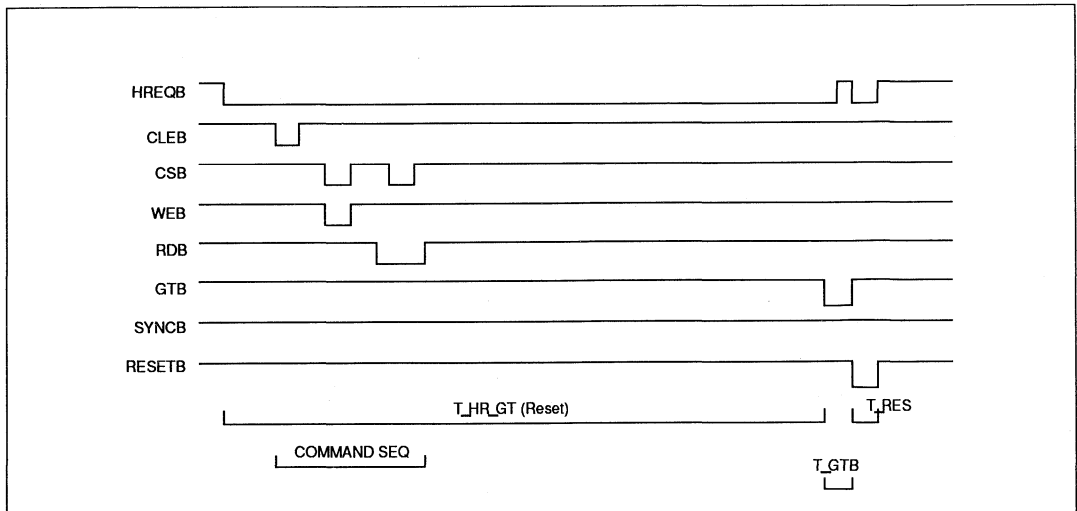 HREQB
CLEB
CSB
WEB
RDB
GTB
SYNCB
RESETB
T_HR_GT (Reset)
T_RES
COMMAND SEQ
T_GTB